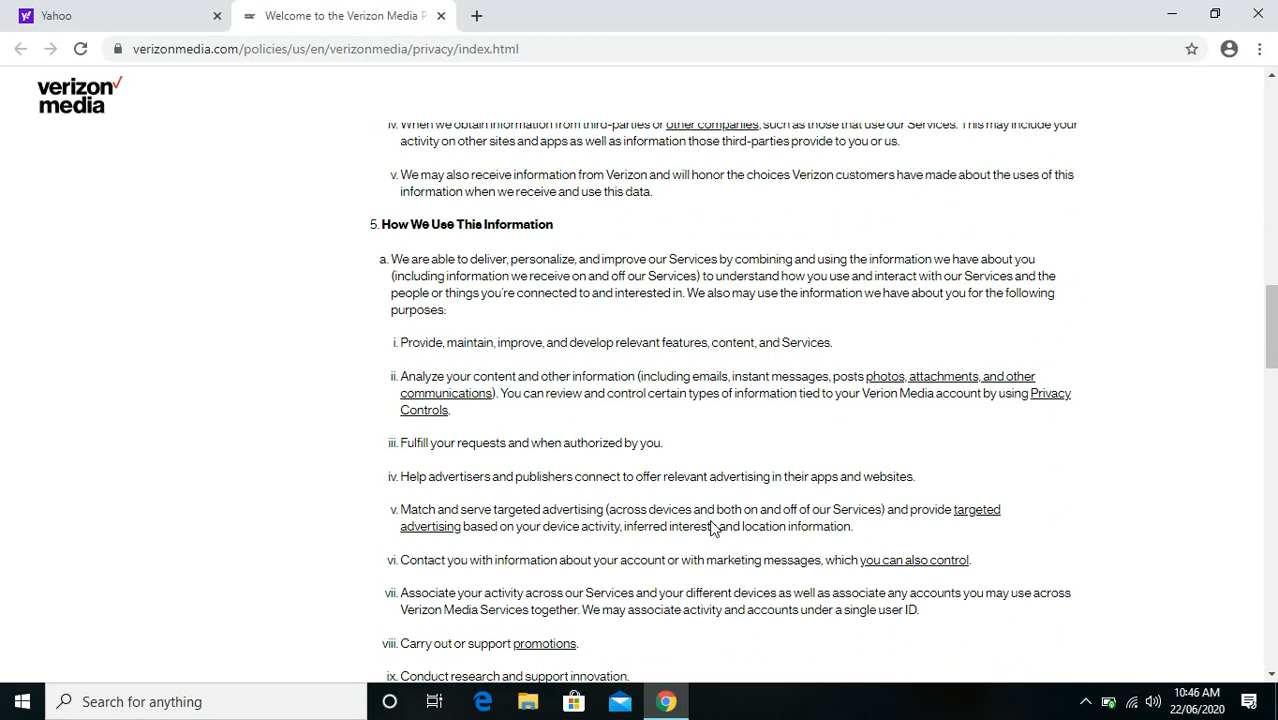 Yahoo
Welcome to the Verizon Media P
verizonmedia.com/policies/us/en/verizonmedia/privacy/index.html
verizon
media
iv. When we obtain information from third-parties or other companies, such as those that use our Services. This may include your
activity on other sites and apps as well as information those third-parties provide to you or us.
v. We may also receive information from Verizon and will honor the choices Verizon customers have made about the uses of this
information when we receive and use this data.
5. How We Use This Information
a. We are able to deliver, personalize, and improve our Services by combining and using the information we have about you
(including information we receive on and off our Services) to understand how you use and interact with our Services and the
people or things you're connected to and interested in. We also may use the information we have about you for the following
purposes:
i. Provide, maintain, improve, and develop relevant features, content, and Services.
ii. Analyze your content and other information (including emails, instant messages, posts photos, attachments, and other
communications). You can review and control certain types of information tied to your Verion Media account by using Privacy
Controls.
iii. Fulfill your requests and when authorized by you.
iv. Help advertisers and publishers connect to offer relevant advertising in their apps and websites.
v. Match and serve targeted advertising (across devices and both on and off of our Services) and provide targeted
advertising based on your device activity, inferred interests and location information.
vi. Contact you with information about your account or with marketing messages, which you can also control.
vii. Associate your activity across our Services and your different devices as well as associate any accounts you may use across
Verizon Media Services together. We may associate activity and accounts under a single user ID.
viii. Carry out or support promotions.
ix. Conduct research and support innovation.
Search for anything
10:46 AM
22/06/2020